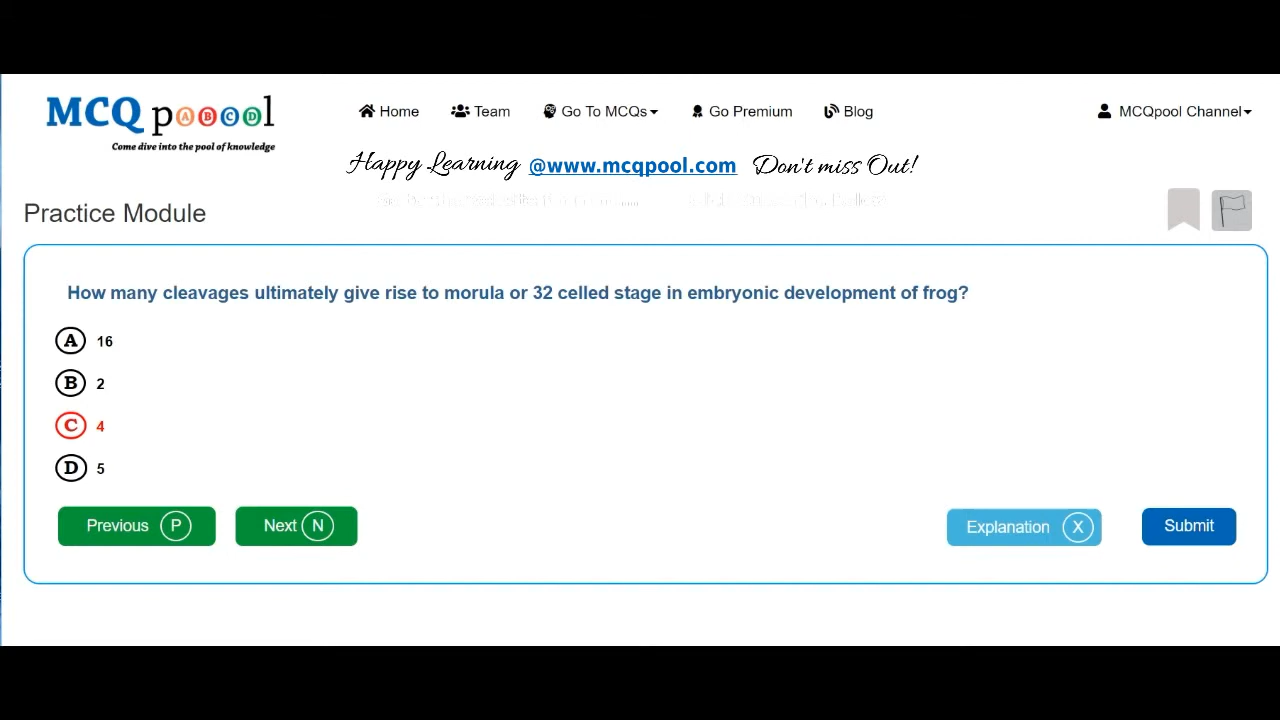 MCQ pABCDl
Come dive into the pool of knowledge
Home Team Go To MCQs Go Premium Blog MCQpool Channel
Happy Learning @www.mcqpool.com Don't miss Out!
Practice Module
How many cleavages ultimately give rise to morula or 32 celled stage in embryonic development of frog?
A 16
B 2
C 4
D 5
Previous P Next N Explanation X Submit